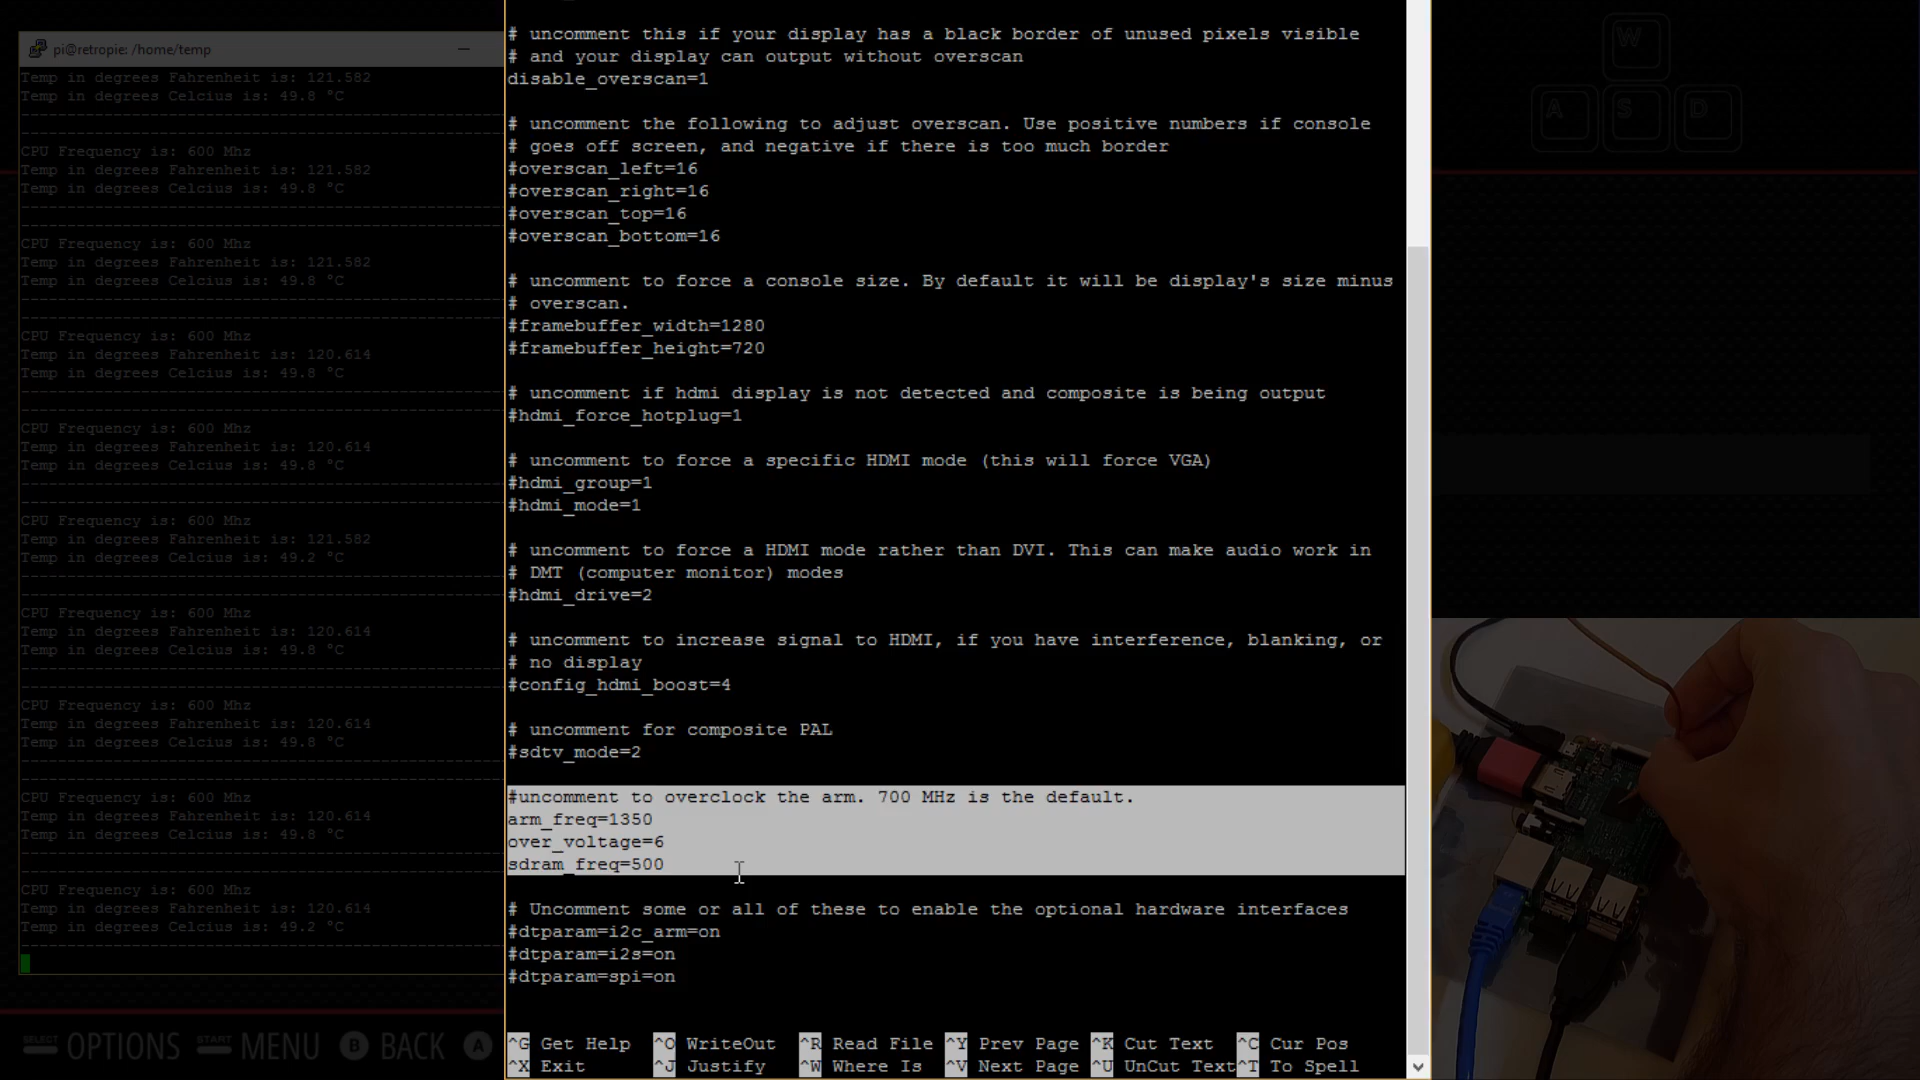 pi@retropie: /home/temp
Temp in degrees Fahrenheit is: 121.582
Temp in degrees Celcius is: 49.8 °C
--------------------------------------------------
CPU Frequency is: 600 Mhz
Temp in degrees Fahrenheit is: 121.582
Temp in degrees Celcius is: 49.8 °C
--------------------------------------------------
CPU Frequency is: 600 Mhz
Temp in degrees Fahrenheit is: 121.582
Temp in degrees Celcius is: 49.8 °C
--------------------------------------------------
CPU Frequency is: 600 Mhz
Temp in degrees Fahrenheit is: 120.614
Temp in degrees Celcius is: 49.8 °C
--------------------------------------------------
CPU Frequency is: 600 Mhz
Temp in degrees Fahrenheit is: 120.614
Temp in degrees Celcius is: 49.8 °C
--------------------------------------------------
CPU Frequency is: 600 Mhz
Temp in degrees Fahrenheit is: 121.582
Temp in degrees Celcius is: 49.2 °C
--------------------------------------------------
CPU Frequency is: 600 Mhz
Temp in degrees Fahrenheit is: 120.614
Temp in degrees Celcius is: 49.8 °C
--------------------------------------------------
CPU Frequency is: 600 Mhz
Temp in degrees Fahrenheit is: 120.614
Temp in degrees Celcius is: 49.8 °C
--------------------------------------------------
CPU Frequency is: 600 Mhz
Temp in degrees Fahrenheit is: 120.614
Temp in degrees Celcius is: 49.8 °C
--------------------------------------------------
CPU Frequency is: 600 Mhz
Temp in degrees Fahrenheit is: 120.614
Temp in degrees Celcius is: 49.2 °C
--------------------------------------------------
# uncomment this if your display has a black border of unused pixels visible
# and your display can output without overscan
disable_overscan=1
# uncomment the following to adjust overscan. Use positive numbers if console
# goes off screen, and negative if there is too much border
#overscan_left=16
#overscan_right=16
#overscan_top=16
#overscan_bottom=16
# uncomment to force a console size. By default it will be display's size minus
# overscan.
#framebuffer_width=1280
#framebuffer_height=720
# uncomment if hdmi display is not detected and composite is being output
#hdmi_force_hotplug=1
# uncomment to force a specific HDMI mode (this will force VGA)
#hdmi_group=1
#hdmi_mode=1
# uncomment to force a HDMI mode rather than DVI. This can make audio work in
# DMT (computer monitor) modes
#hdmi_drive=2
# uncomment to increase signal to HDMI, if you have interference, blanking, or
# no display
#config_hdmi_boost=4
# uncomment for composite PAL
#sdtv_mode=2
#uncomment to overclock the arm. 700 MHz is the default.
arm_freq=1350
over_voltage=6
sdram_freq=500
# Uncomment some or all of these to enable the optional hardware interfaces
#dtparam=i2c_arm=on
#dtparam=i2s=on
#dtparam=spi=on
^G Get Help ^O WriteOut ^R Read File ^Y Prev Page ^K Cut Text ^C Cur Pos
^X Exit ^J Justify ^W Where Is ^V Next Page ^U UnCut Text ^T To Spell
W
A S D
SELECT OPTIONS START MENU B BACK A